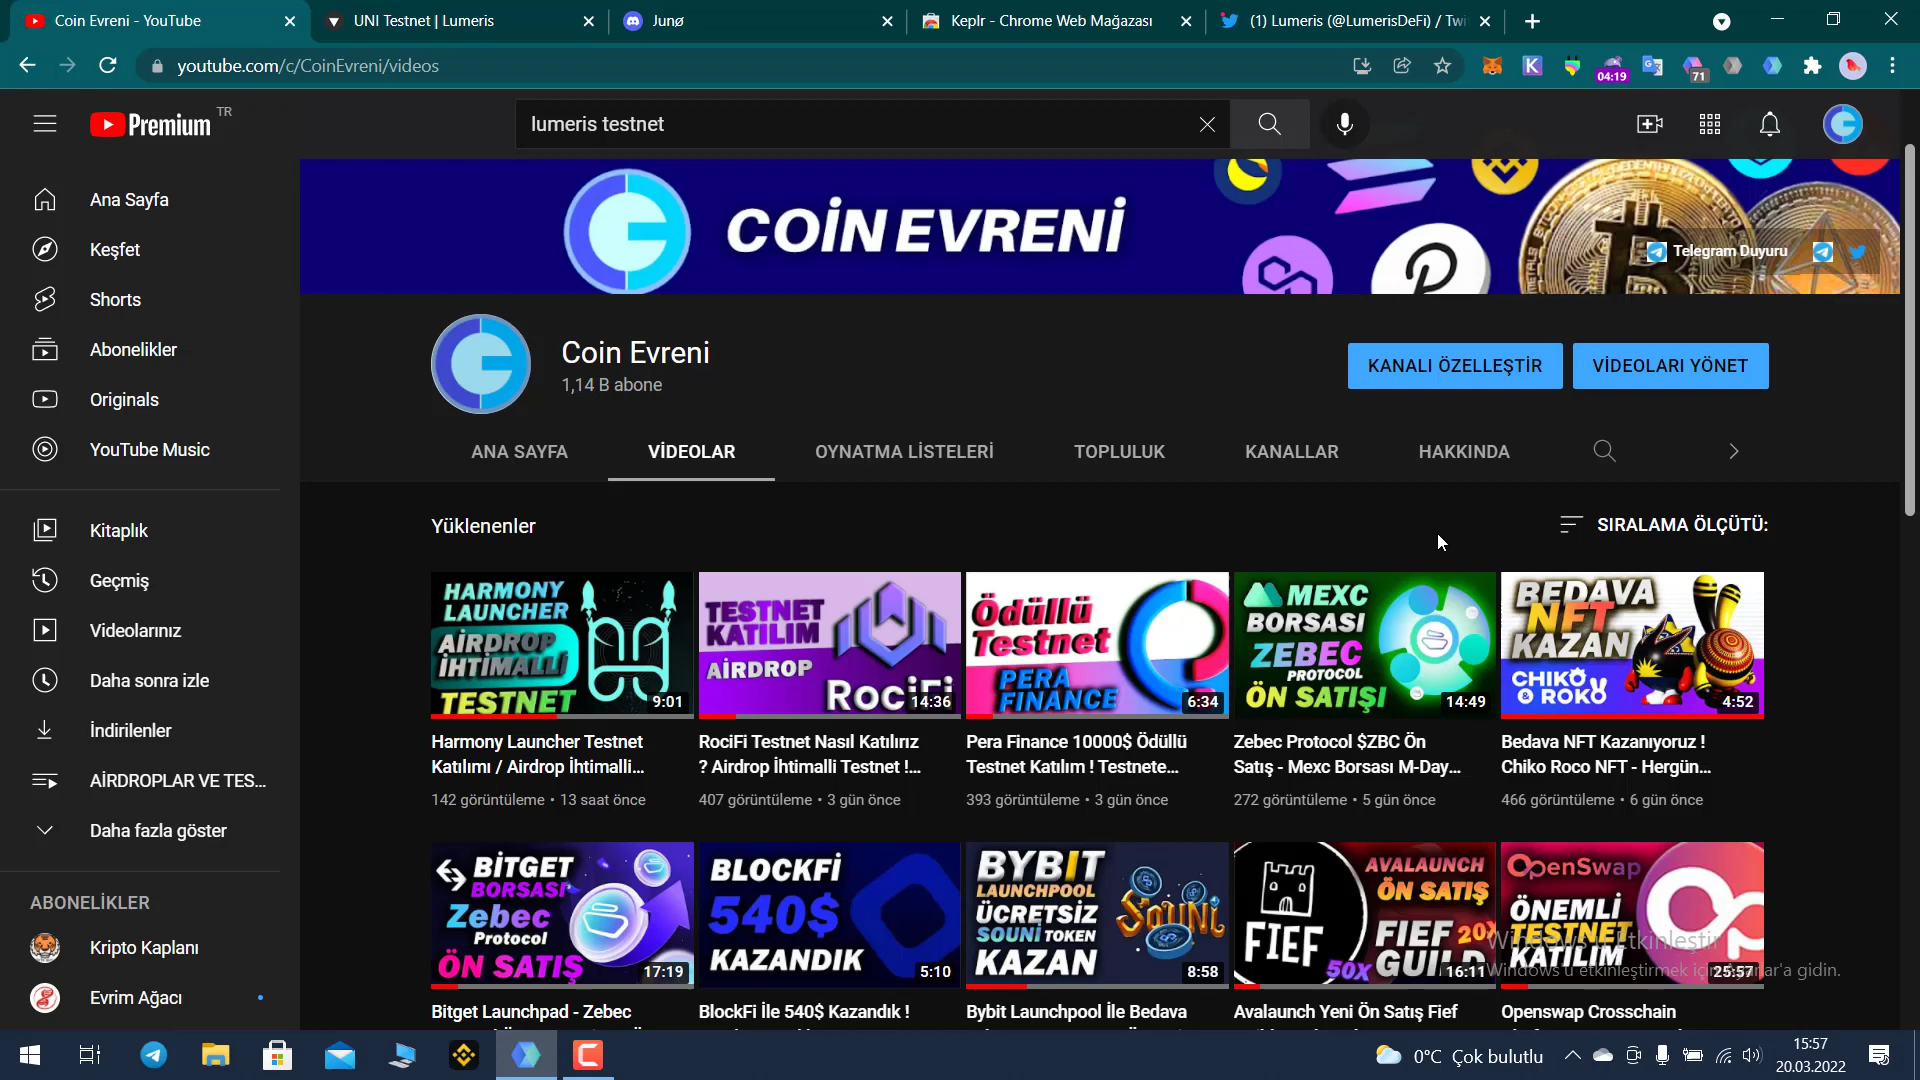 Coin Evreni - YouTube
UNI Testnet | Lumeris
Junø
Keplr - Chrome Web Mağazası
(1) Lumeris (@LumerisDeFi) / Twi
youtube.com/c/CoinEvreni/videos
04:19
71
Premium
TR
lumeris testnet
Ana Sayfa
Keşfet
Shorts
Abonelikler
Originals
YouTube Music
Kitaplık
Geçmiş
Videolarınız
Daha sonra izle
İndirilenler
AİRDROPLAR VE TES...
Daha fazla göster
ABONELİKLER
Kripto Kaplanı
Evrim Ağacı
COİN EVRENİ
Telegram Duyuru
Coin Evreni
1,14 B abone
KANALI ÖZELLEŞTİR
VİDEOLARI YÖNET
ANA SAYFA
VİDEOLAR
OYNATMA LİSTELERİ
TOPLULUK
KANALLAR
HAKKINDA
Yüklenenler
SIRALAMA ÖLÇÜTÜ:
HARMONY
LAUNCHER
AİRDROP
İHTİMALLİ
TESTNET
9:01
TESTNET
KATILIM
AİRDROP
RociFi
14:36
Ödüllü
Testnet
PERA
FINANCE
6:34
MEXC
BORSASI
ZEBEC
PROTOCOL
ÖN SATIŞI
14:49
BEDAVA
NFT
KAZAN
CHIKO
& ROKO
4:52
Harmony Launcher Testnet
Katılımı / Airdrop İhtimalli...
142 görüntüleme • 13 saat önce
RociFi Testnet Nasıl Katılırız
? Airdrop İhtimalli Testnet !...
407 görüntüleme • 3 gün önce
Pera Finance 10000$ Ödüllü
Testnet Katılım ! Testnete...
393 görüntüleme • 3 gün önce
Zebec Protocol $ZBC Ön
Satış - Mexc Borsası M-Day...
272 görüntüleme • 5 gün önce
Bedava NFT Kazanıyoruz !
Chiko Roco NFT - Hergün...
466 görüntüleme • 6 gün önce
BİTGET
BORSASI
Zebec
Protocol
ÖN SATIŞ
17:19
BLOCKFİ
540$
KAZANDIK
5:10
BYBIT
LAUNCHPOOL
ÜCRETSİZ
SOUNI TOKEN
KAZAN
SOUNI
8:58
FIEF
AVALAUNCH
ÖN SATIŞ
FIEF 20X
50X GUILD
16:11
OpenSwap
ÖNEMLİ
TESTNET
KATILIM
25:57
Bitget Launchpad - Zebec
BlockFi İle 540$ Kazandık !
Bybit Launchpool İle Bedava
Avalaunch Yeni Ön Satış Fief
Openswap Crosschain
0°C Çok bulutlu
15:57
20.03.2022